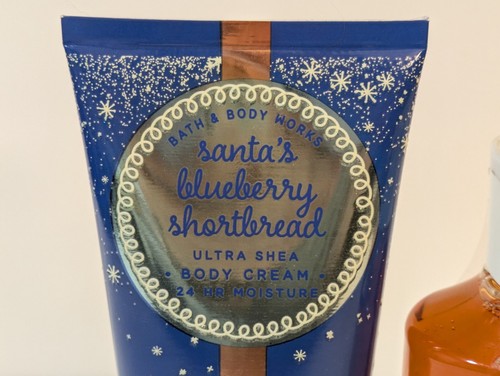 BATH & BODY WORKS
santa's
blueberry
shortbread
ULTRA SHEA
• BODY CREAM •
24 HR MOISTURE